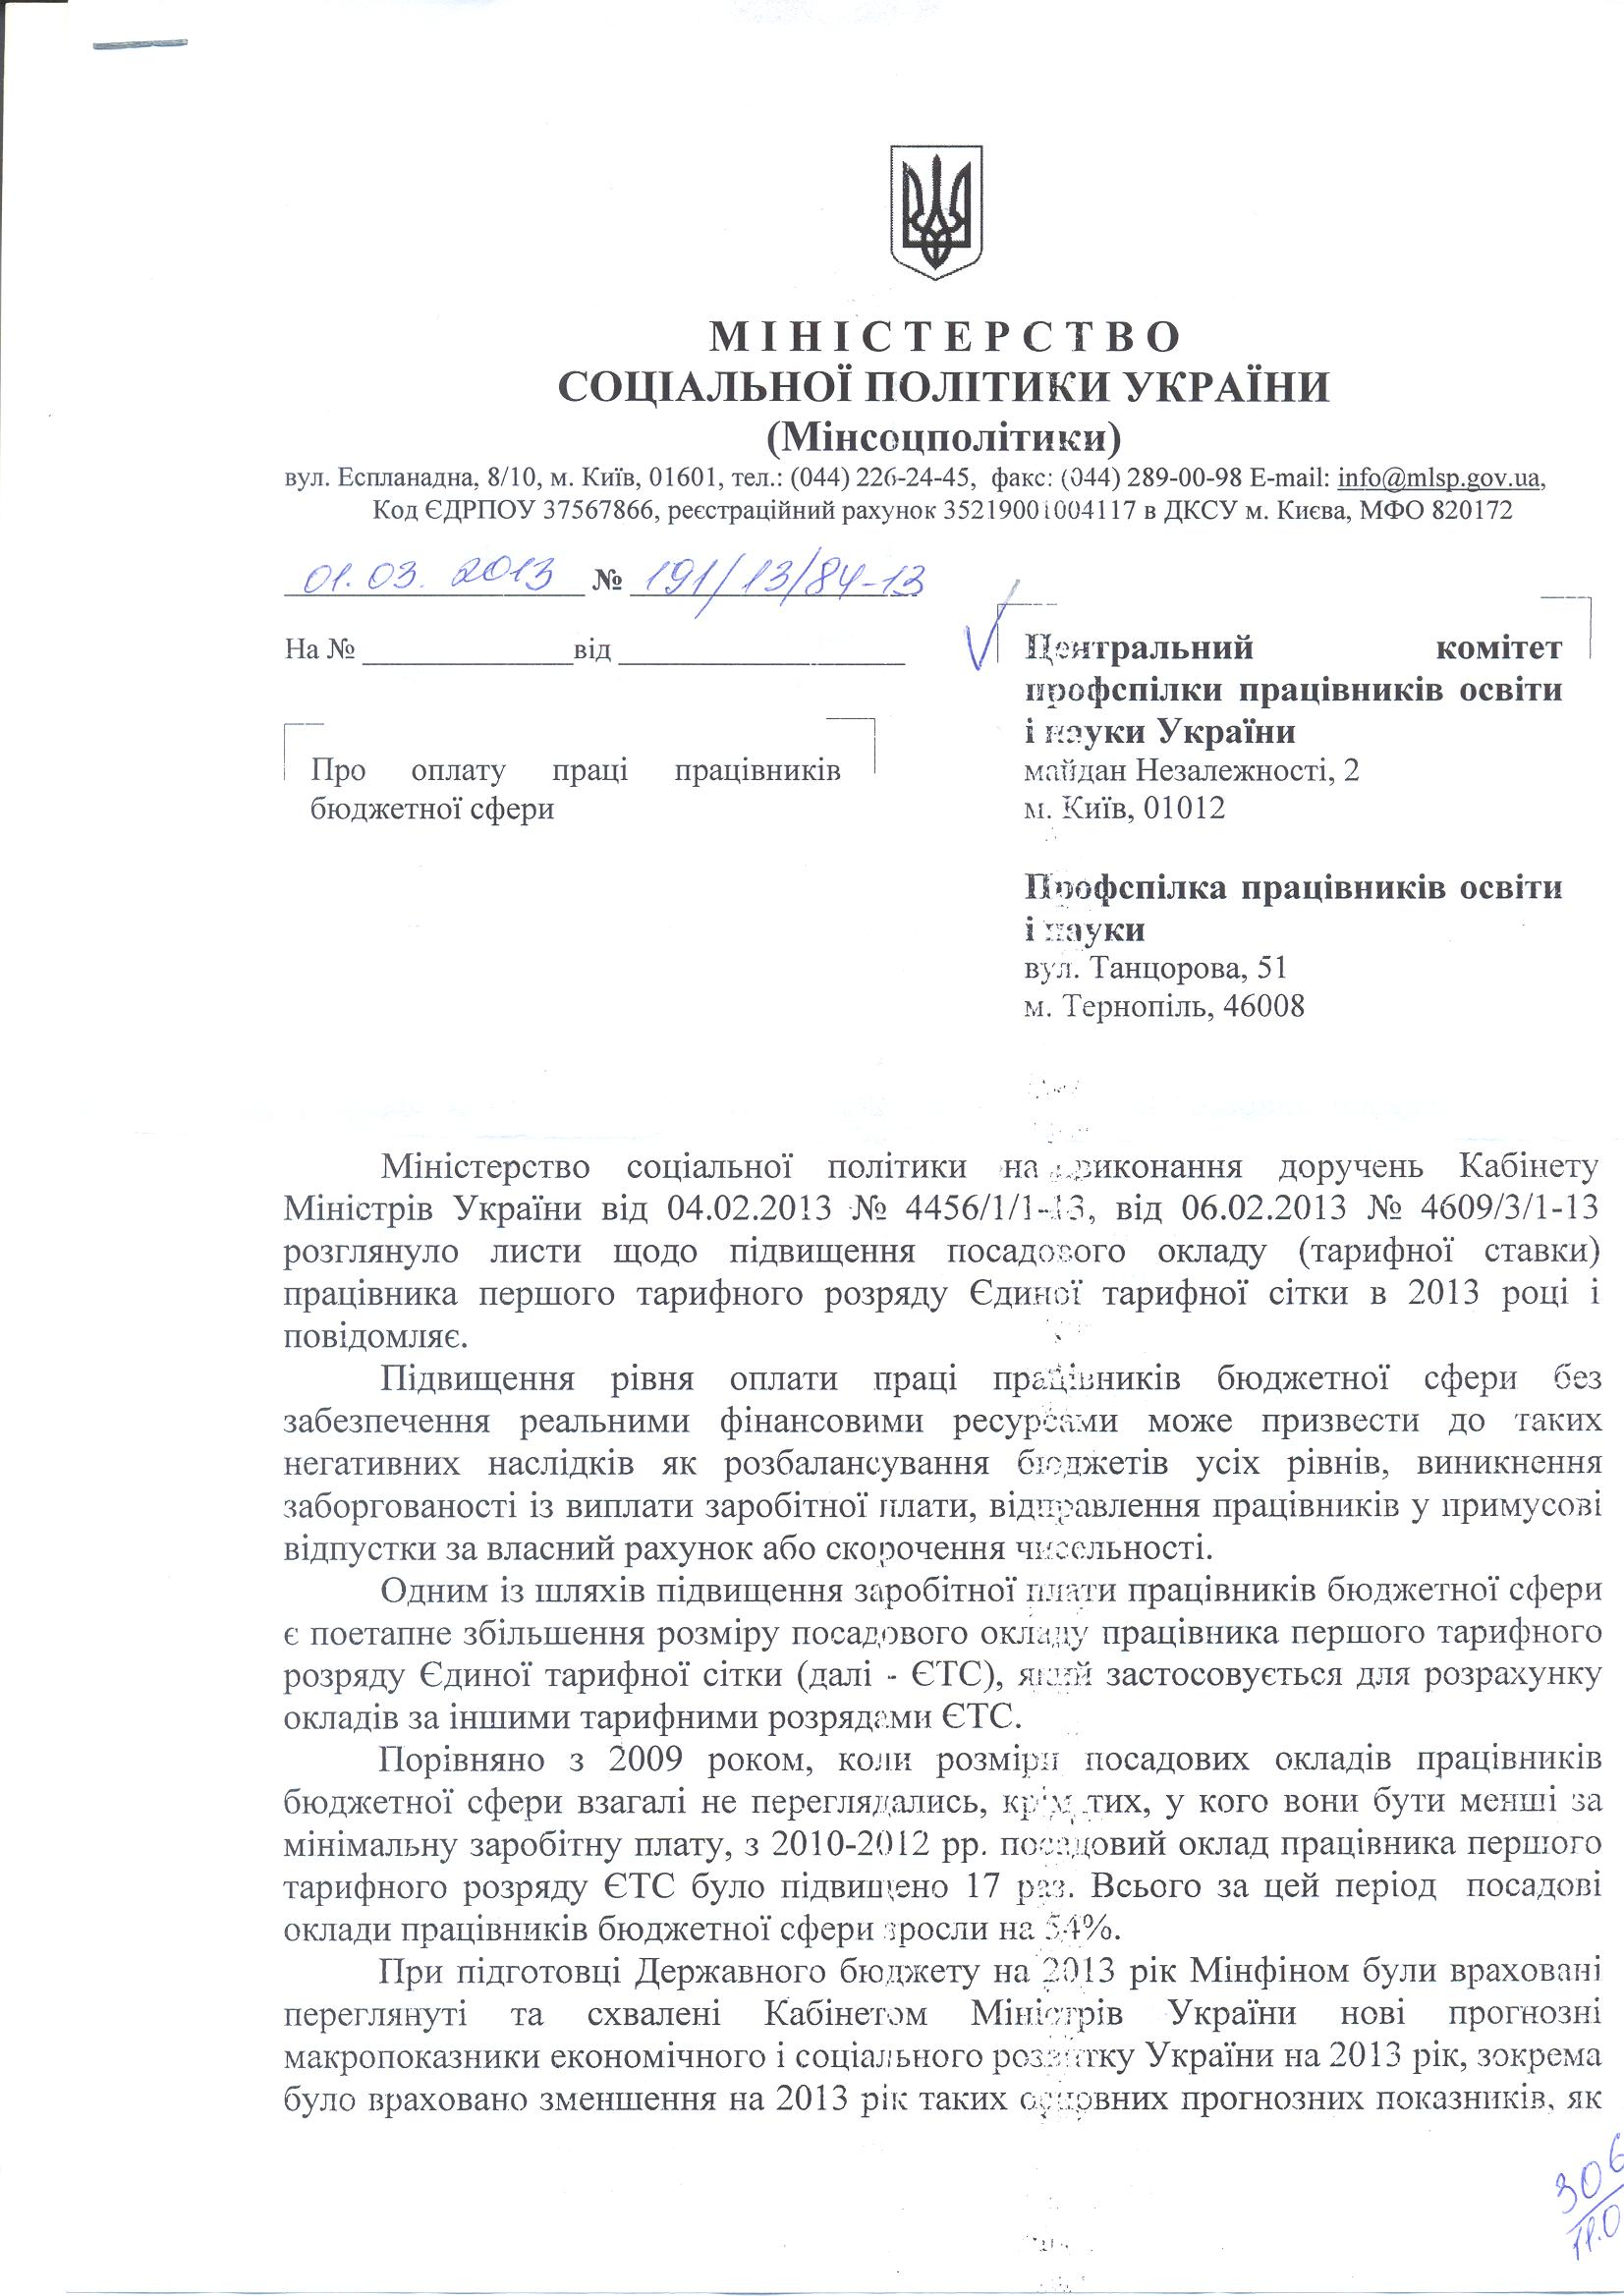 МІНІСТЕРСТВО
СОЦІАЛЬНОЇ ПОЛІТИКИ УКРАЇНИ
(Мінсоцполітики)
вул. Еспланадна, 8/10, м. Київ, 01601, тел.: (044) 226-24-45, факс: (044) 289-00-98 E-mail: info@mlsp.gov.ua,
Код ЄДРПОУ 37567866, реєстраційний рахунок 35219001004117 в ДКСУ м. Києва, МФО 820172
01.03. 2013 № 191/13/84-13
На № від
Центральний комітет
профспілки працівників освіти
і науки України
майдан Незалежності, 2
м. Київ, 01012
Про оплату праці працівників
бюджетної сфери
Профспілка працівників освіти
і науки
вул. Танцорова, 51
м. Тернопіль, 46008
Міністерство соціальної політики на виконання доручень Кабінету
Міністрів України від 04.02.2013 № 4456/1/1-13, від 06.02.2013 № 4609/3/1-13
розглянуло листи щодо підвищення посадового окладу (тарифної ставки)
працівника першого тарифного розряду Єдиної тарифної сітки в 2013 році і
повідомляє.
Підвищення рівня оплати праці працівників бюджетної сфери без
забезпечення реальними фінансовими ресурсами може призвести до таких
негативних наслідків як розбалансування бюджетів усіх рівнів, виникнення
заборгованості із виплати заробітної плати, відправлення працівників у примусові
відпустки за власний рахунок або скорочення чисельності.
Одним із шляхів підвищення заробітної плати працівників бюджетної сфери
є поетапне збільшення розміру посадового окладу працівника першого тарифного
розряду Єдиної тарифної сітки (далі - ЄТС), який застосовується для розрахунку
окладів за іншими тарифними розрядами ЄТС.
Порівняно з 2009 роком, коли розміри посадових окладів працівників
бюджетної сфери взагалі не переглядались, крім тих, у кого вони бути менші за
мінімальну заробітну плату, з 2010-2012 рр. посадовий оклад працівника першого
тарифного розряду ЄТС було підвищено 17 раз. Всього за цей період посадові
оклади працівників бюджетної сфери зросли на 54%.
При підготовці Державного бюджету на 2013 рік Мінфіном були враховані
переглянуті та схвалені Кабінетом Міністрів України нові прогнозні
макропоказники економічного і соціального розвитку України на 2013 рік, зокрема
було враховано зменшення на 2013 рік таких основних прогнозних показників, як
306